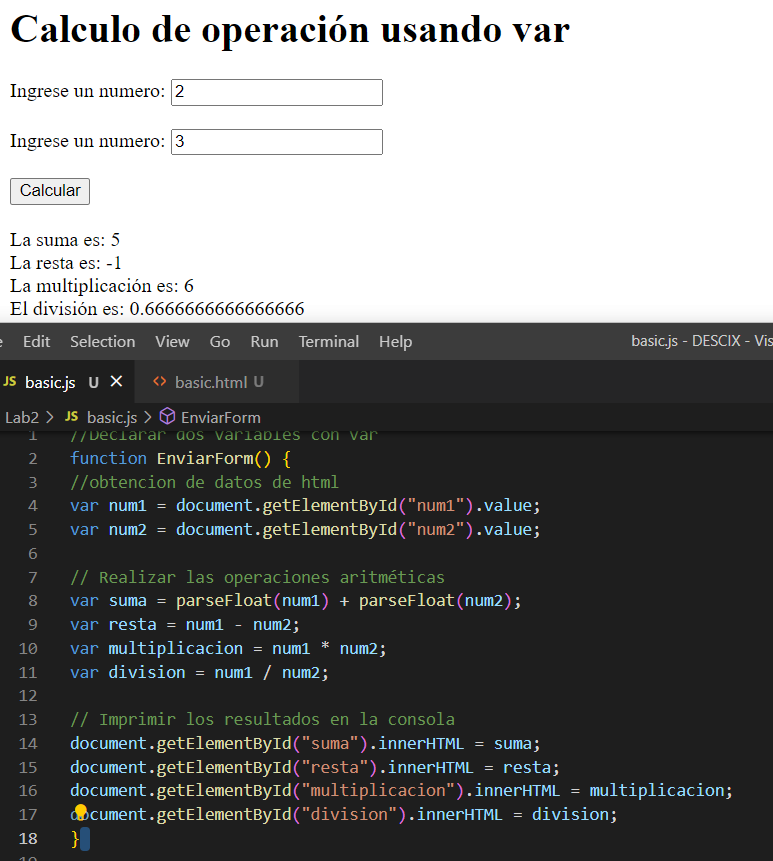 Calculo de operación usando var
Ingrese un numero: 2
Ingrese un numero: 3
Calcular
La suma es: 5
La resta es: -1
La multiplicación es: 6
El división es: 0.6666666666666666
Edit Selection View Go Run Terminal Help basic.js - DESCIX - Vis
JS basic.js U × <> basic.html U
Lab2 > JS basic.js > EnviarForm
1 //Declarar dos variables con var
2 function EnviarForm() {
3 //obtencion de datos de html
4 var num1 = document.getElementById("num1").value;
5 var num2 = document.getElementById("num2").value;
6
7 // Realizar las operaciones aritméticas
8 var suma = parseFloat(num1) + parseFloat(num2);
9 var resta = num1 - num2;
10 var multiplicacion = num1 * num2;
11 var division = num1 / num2;
12
13 // Imprimir los resultados en la consola
14 document.getElementById("suma").innerHTML = suma;
15 document.getElementById("resta").innerHTML = resta;
16 document.getElementById("multiplicacion").innerHTML = multiplicacion;
17 document.getElementById("division").innerHTML = division;
18 }